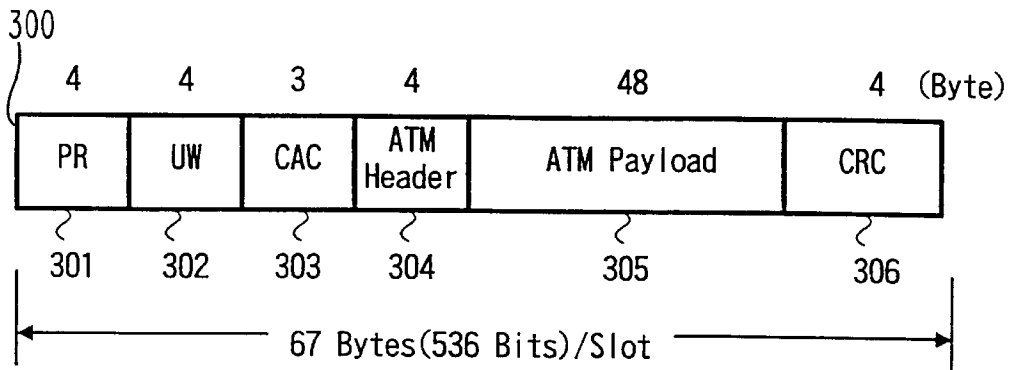 300
4 4 3 4 48 4 (Byte)
PR UW CAC ATM Header ATM Payload CRC
301 302 303 304 305 306
67 Bytes(536 Bits)/Slot